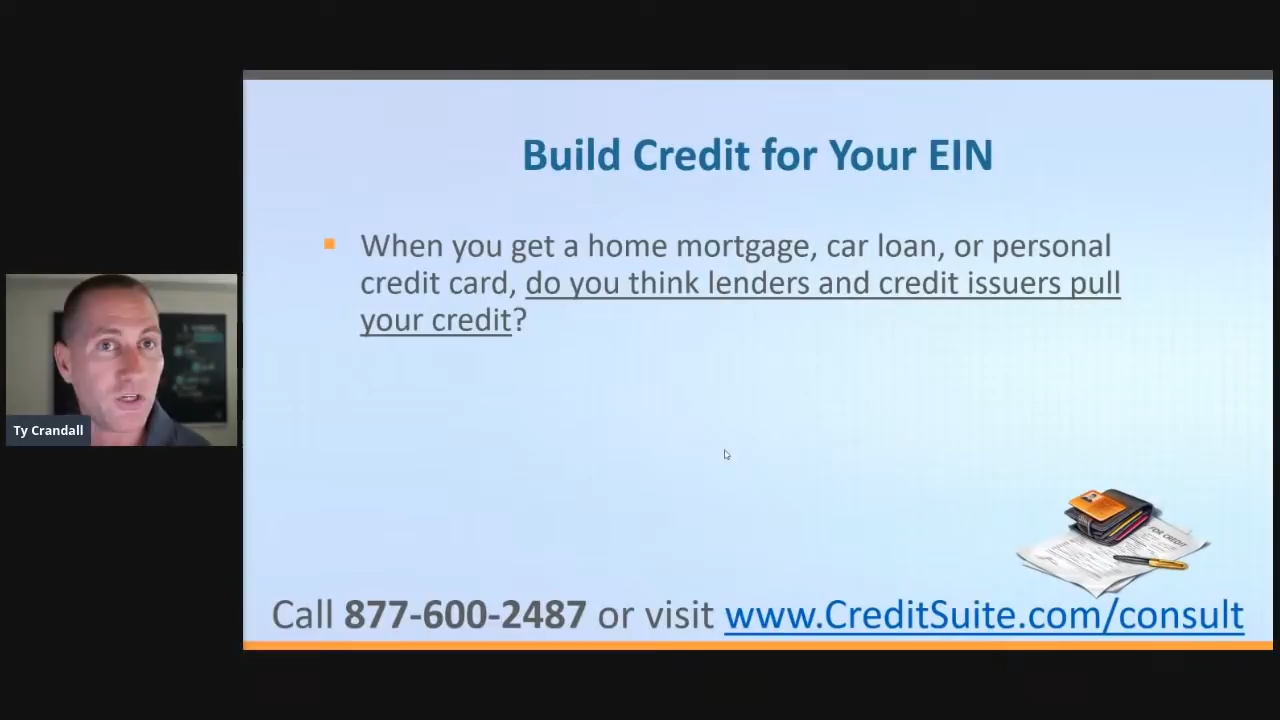 Build Credit for Your EIN
When you get a home mortgage, car loan, or personal
credit card, do you think lenders and credit issuers pull
your credit?
FOR CREDIT
Ty Crandall
Call 877-600-2487 or visit www.CreditSuite.com/consult